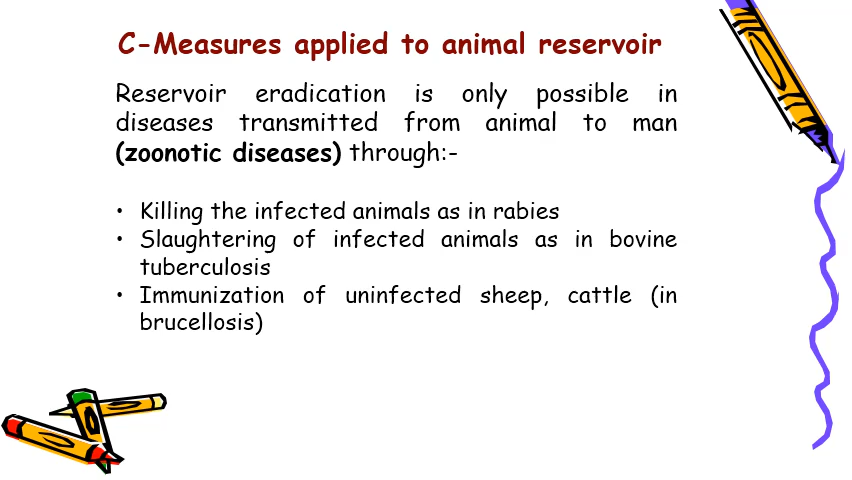 C-Measures applied to animal reservoir
Reservoir eradication is only possible in
diseases transmitted from animal to man
(zoonotic diseases) through:-
• Killing the infected animals as in rabies
• Slaughtering of infected animals as in bovine
tuberculosis
• Immunization of uninfected sheep, cattle (in
brucellosis)